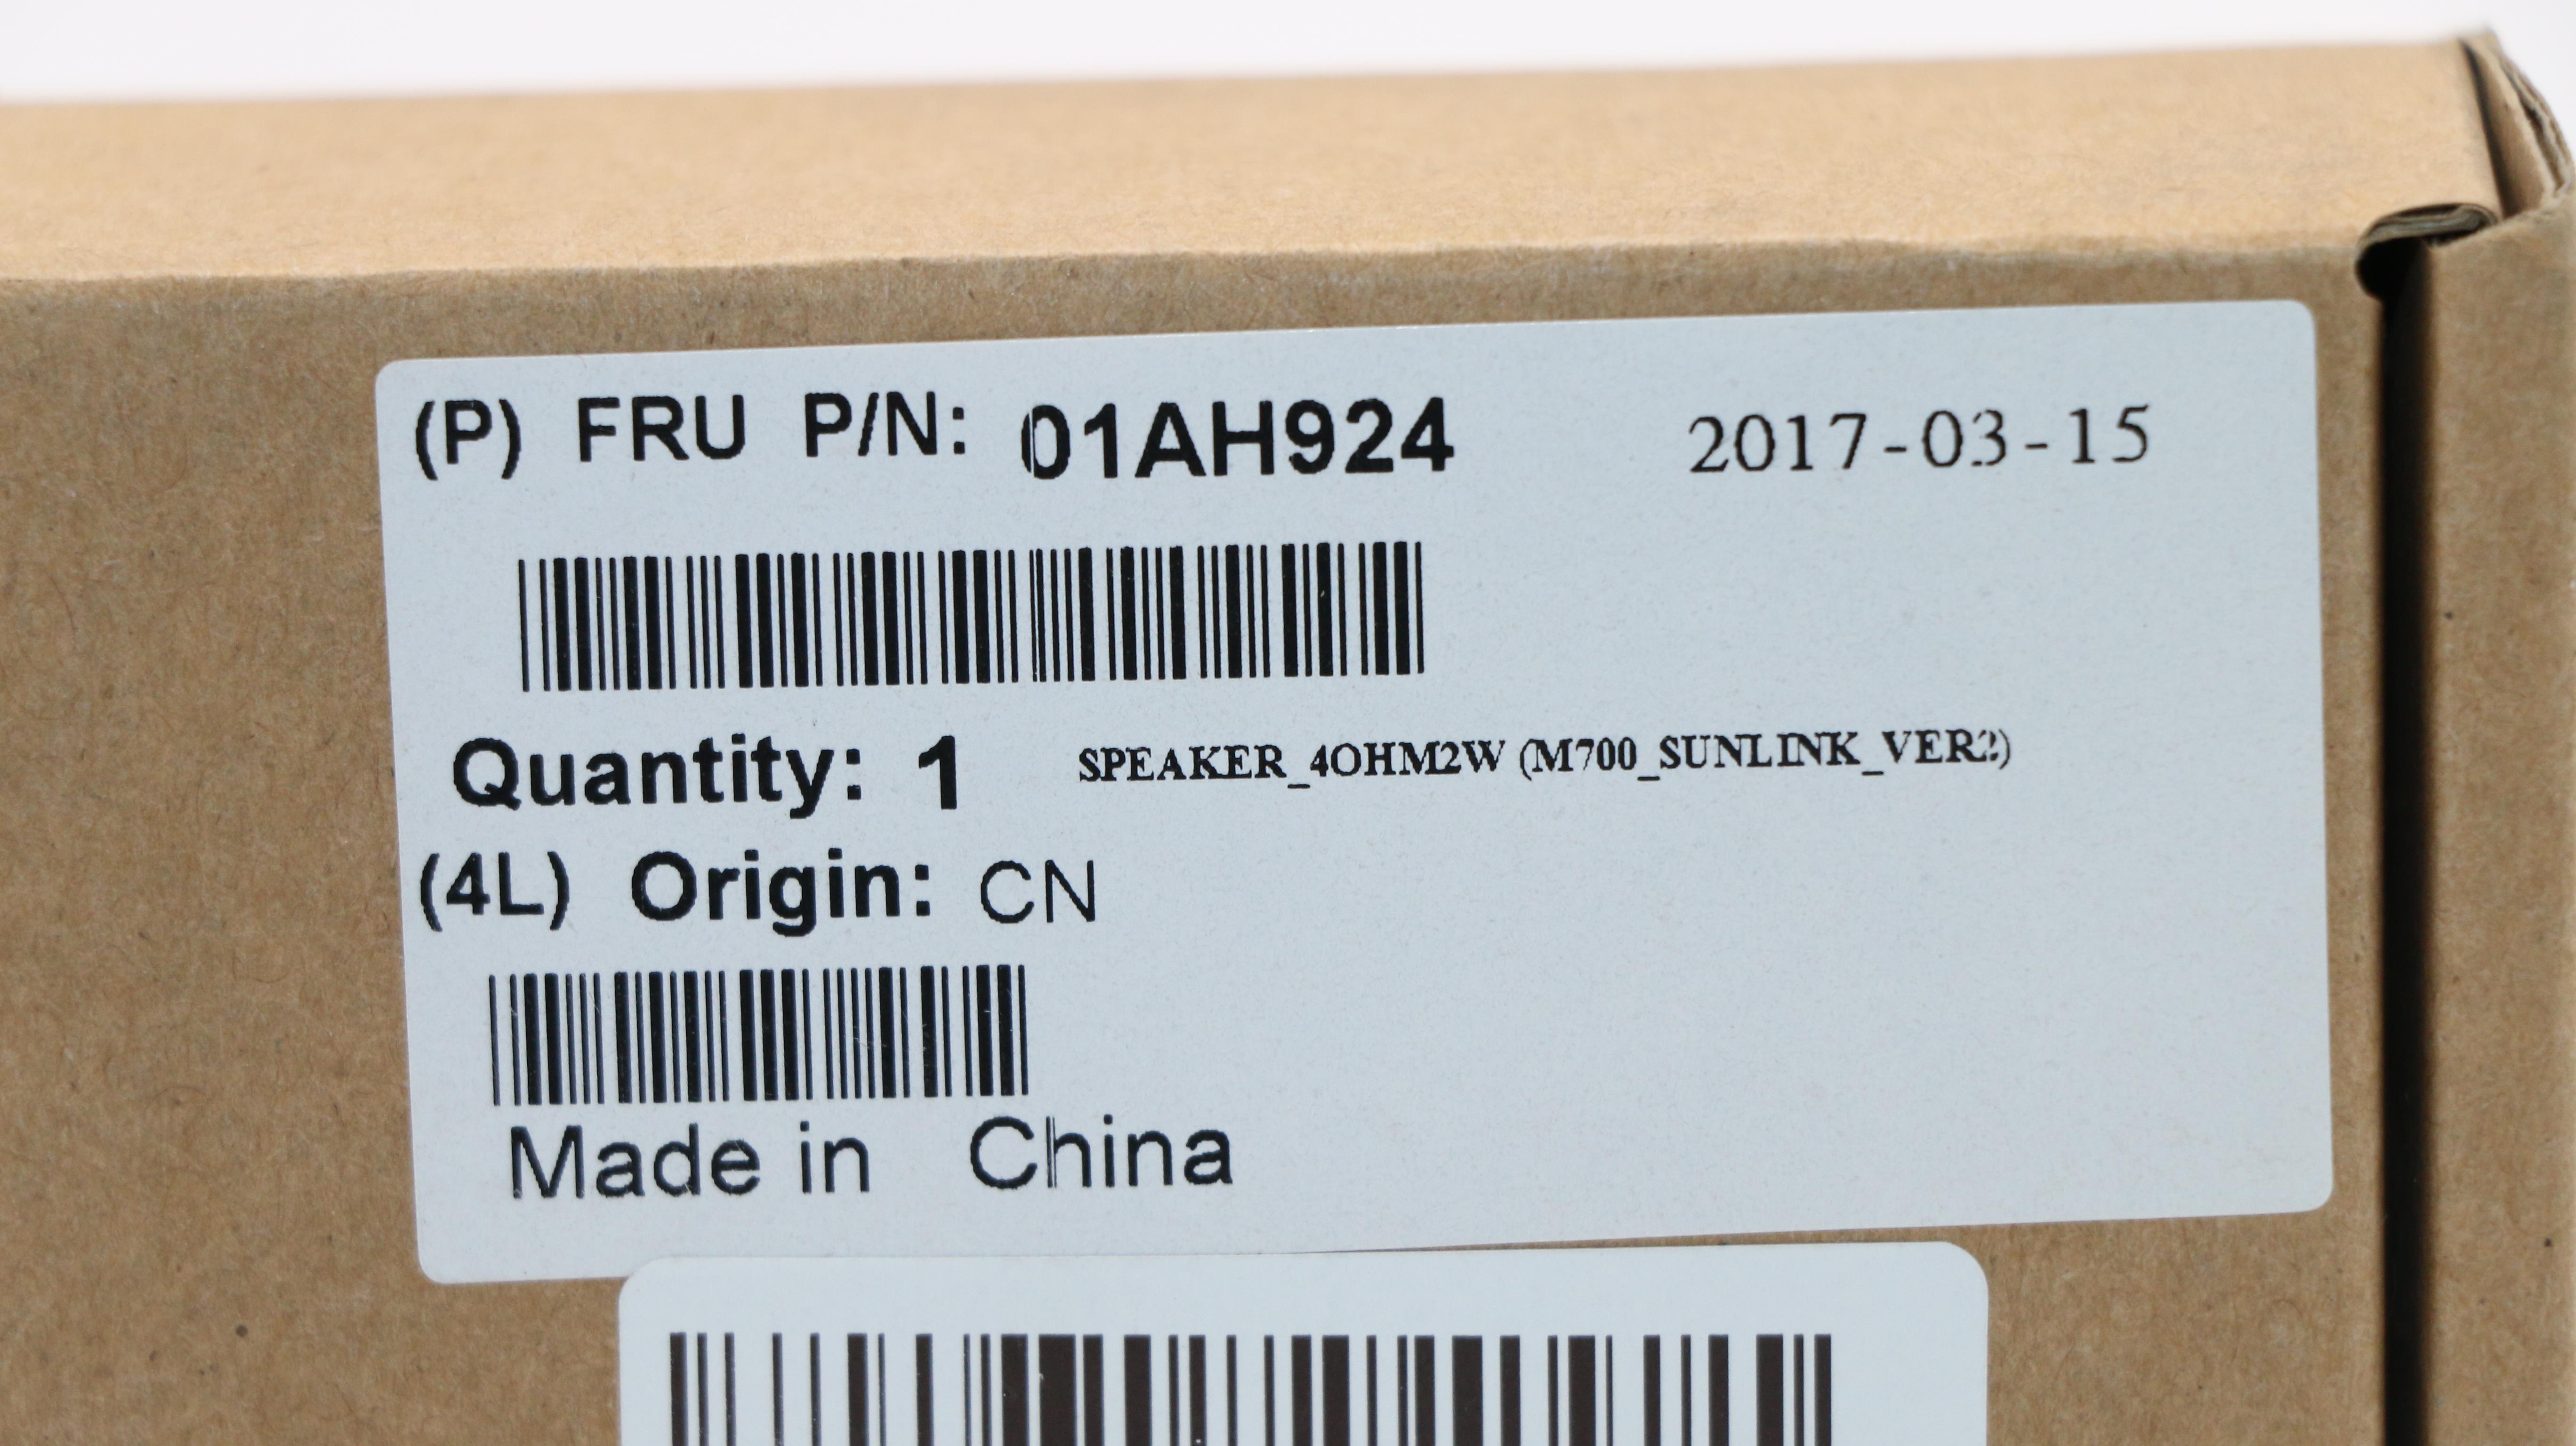 (P) FRU P/N: 01AH924 2017-03-15
Quantity: 1 SPEAKER_4OHM2W (M700_SUNLINK_VER2)
(4L) Origin: CN
Made in China